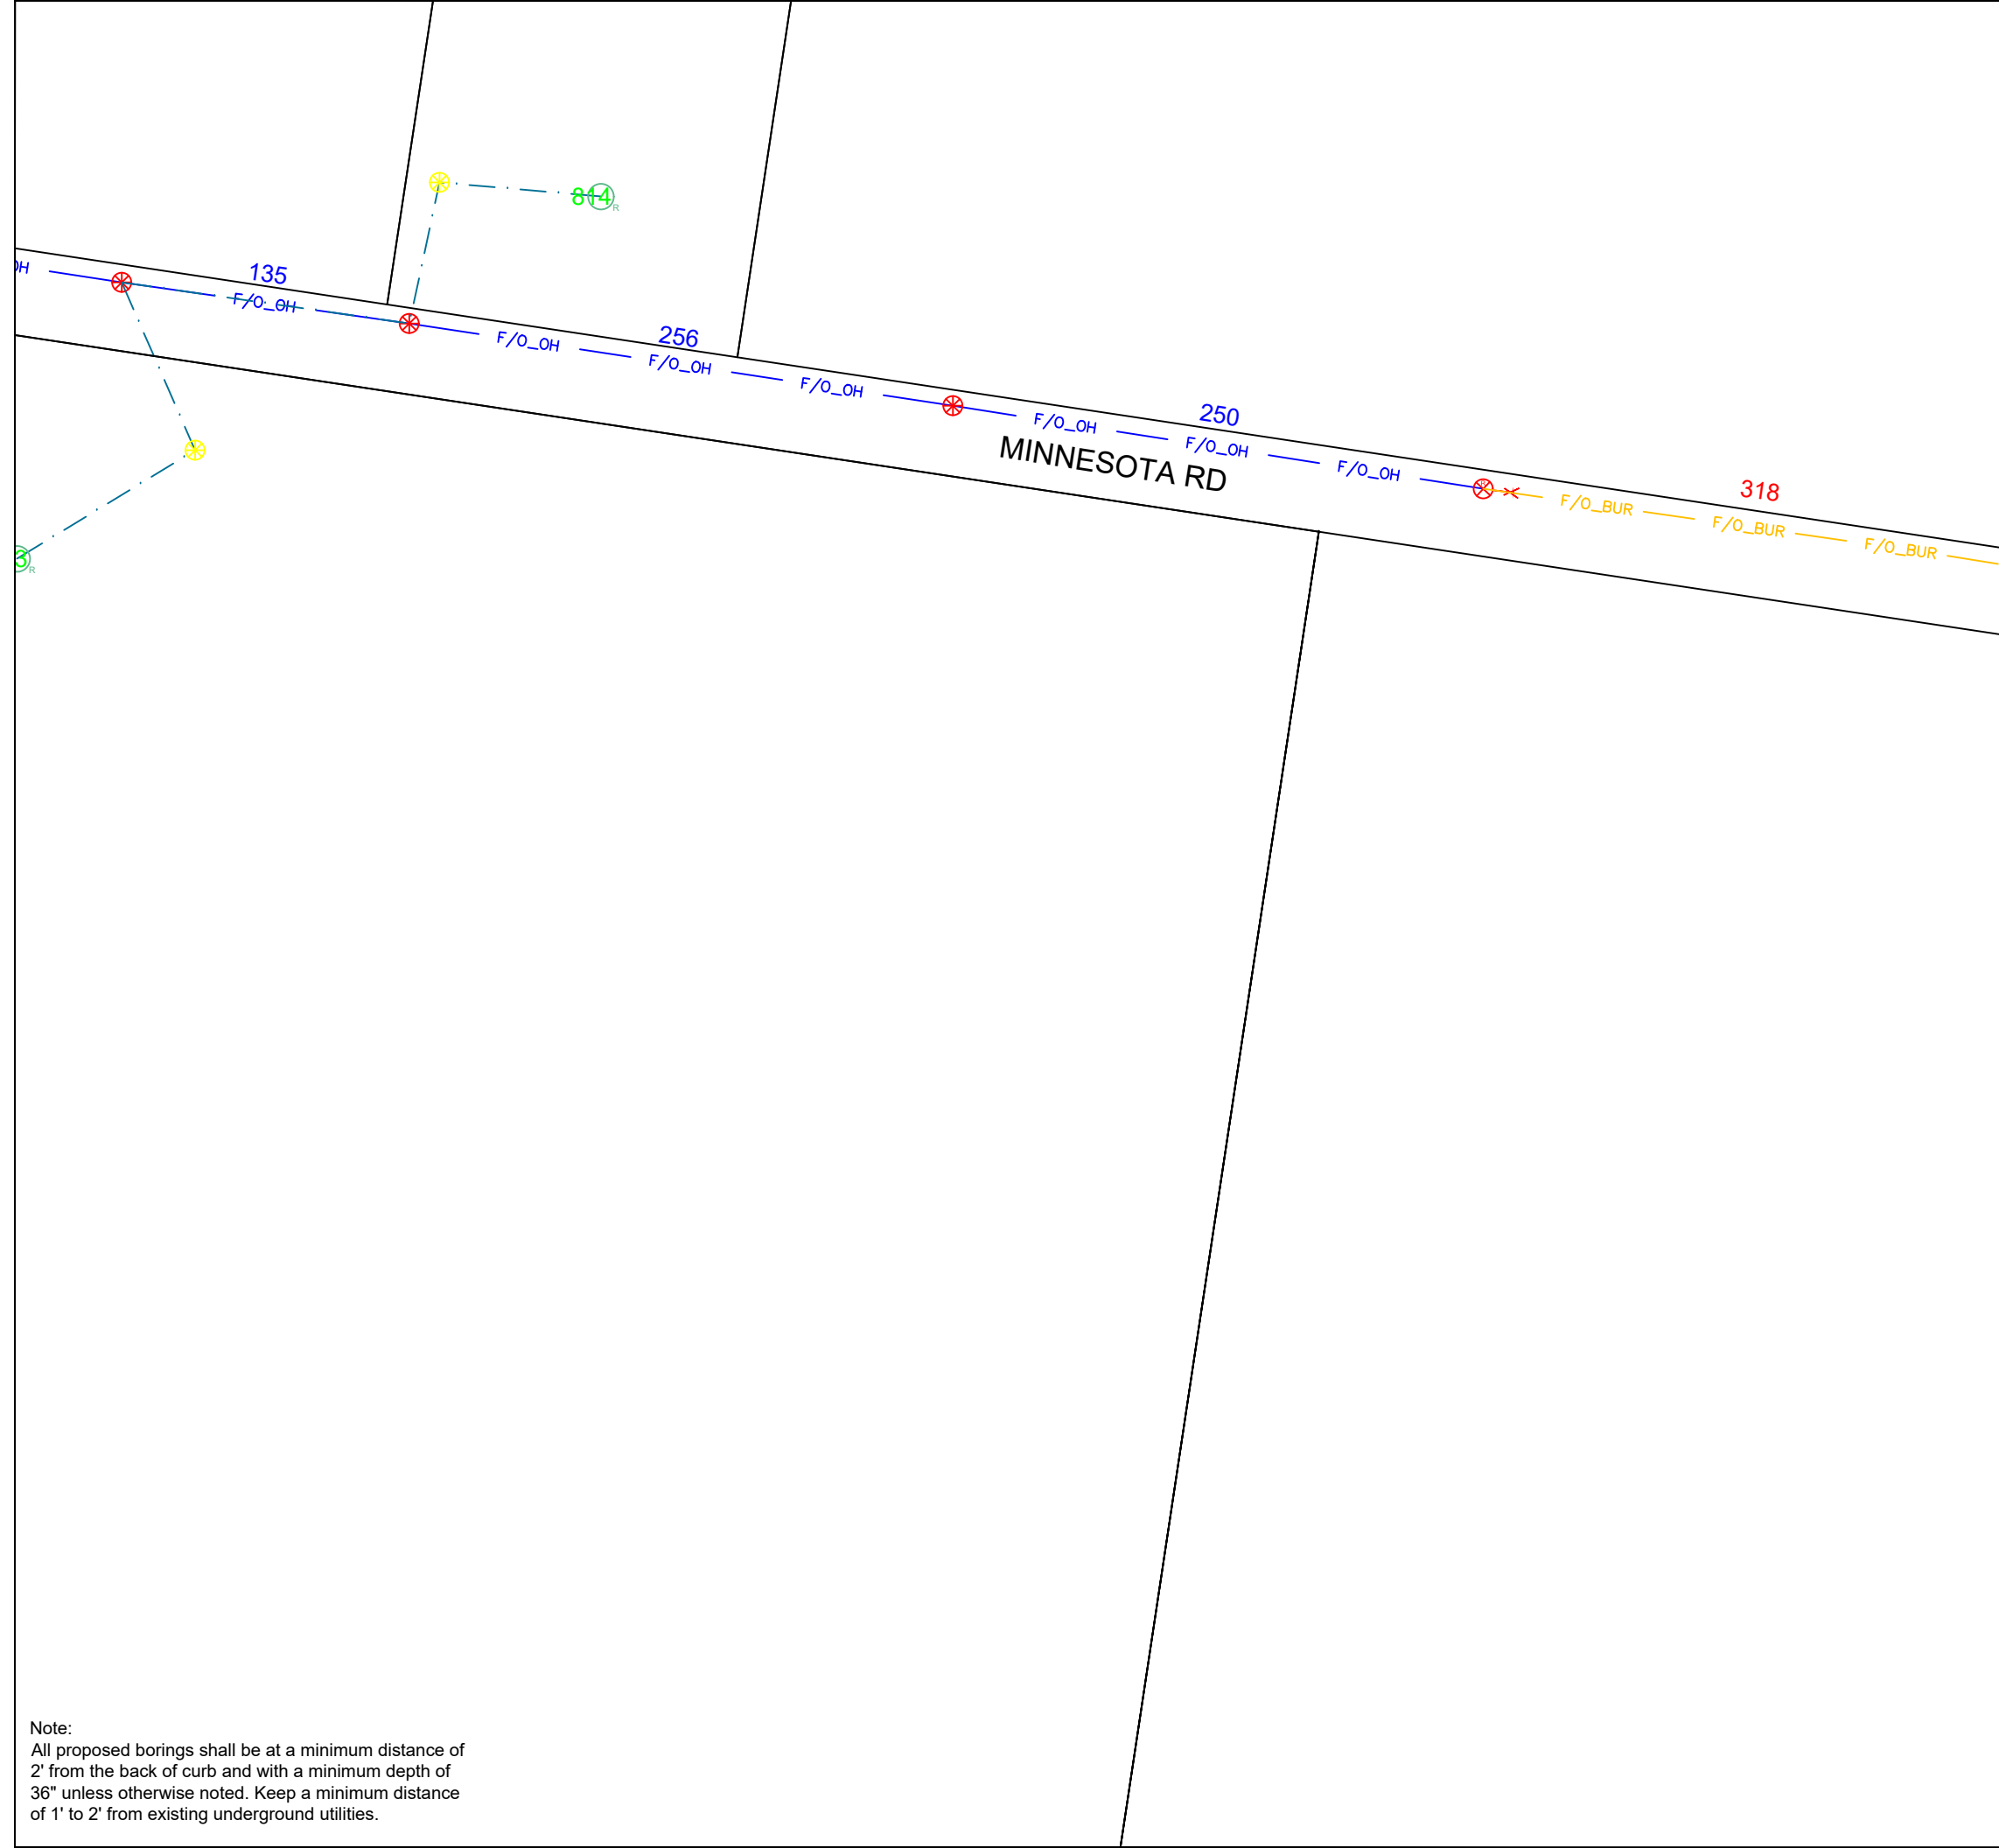 814
R
135
F/O_OH
256
F/O_OH
F/O_OH
F/O_OH
250
F/O_OH
F/O_OH
F/O_OH
MINNESOTA RD
318
F/O_BUR
F/O_BUR
F/O_BUR
3
R
Note:
All proposed borings shall be at a minimum distance of
2' from the back of curb and with a minimum depth of
36" unless otherwise noted. Keep a minimum distance
of 1' to 2' from existing underground utilities.